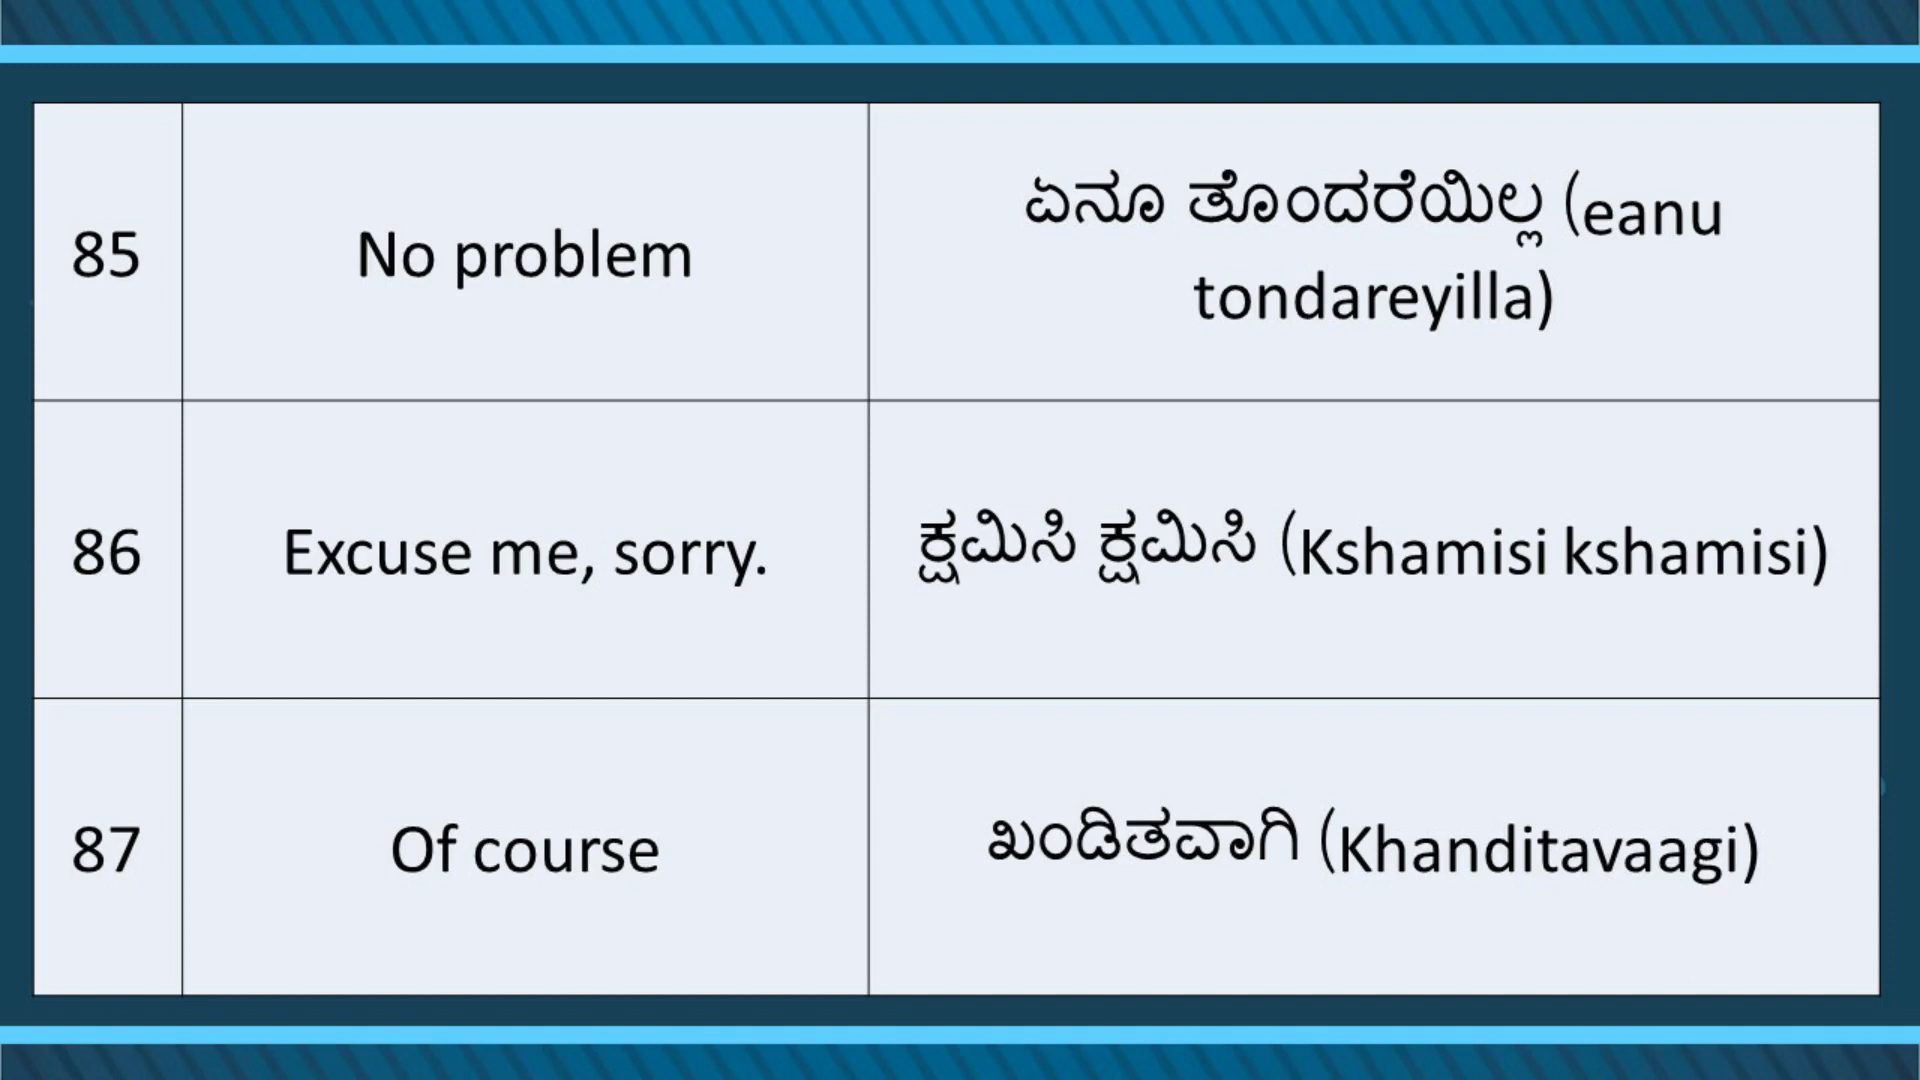 85
No problem
ಏನೂ ತೊಂದರೆಯಿಲ್ಲ (eanu
tondareyilla)
86
Excuse me, sorry.
ಕ್ಷಮಿಸಿ ಕ್ಷಮಿಸಿ (Kshamisi kshamisi)
87
Of course
ಖಂಡಿತವಾಗಿ (Khanditavaagi)